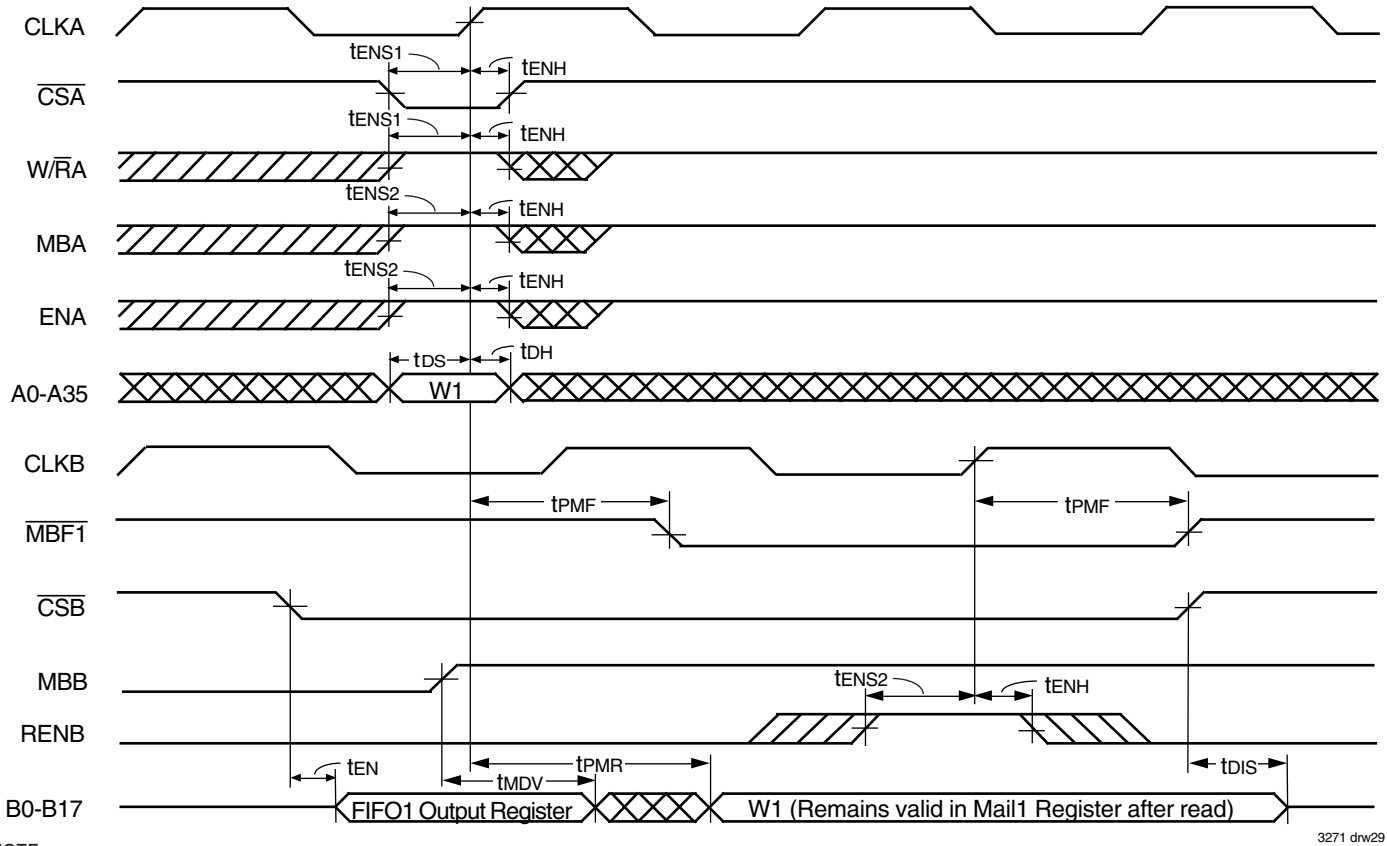 CLKA
tENS1
tENH
CSA
tENS1
tENH
W/RA
tENS2
tENH
MBA
tENS2
tENH
ENA
tDS
tDH
A0-A35
W1
CLKB
tPMF
tPMF
MBF1
CSB
MBB
tENS2
tENH
RENB
tEN
tPMR
tMDV
tDIS
B0-B17
FIFO1 Output Register
W1 (Remains valid in Mail1 Register after read)
3271 drw29